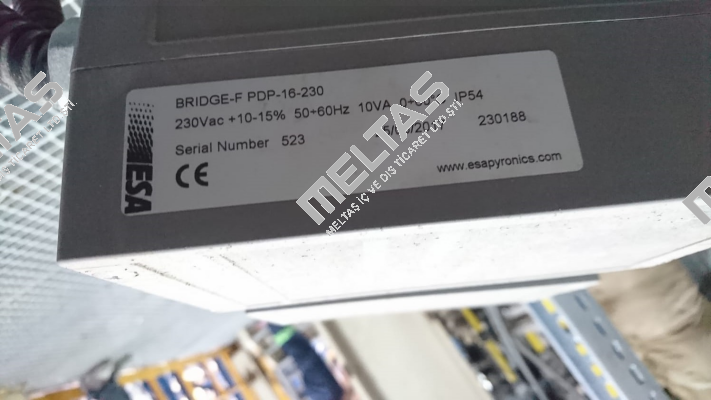 BRIDGE-F PDP-16-230
230Vac +10-15% 50÷60Hz 10VA IP54
Serial Number 523 230188
CE
www.esapyronics.com
ESA
MELTAŞ
MELTAŞ İÇ VE DIŞ TİCARET LTD. ŞTİ.